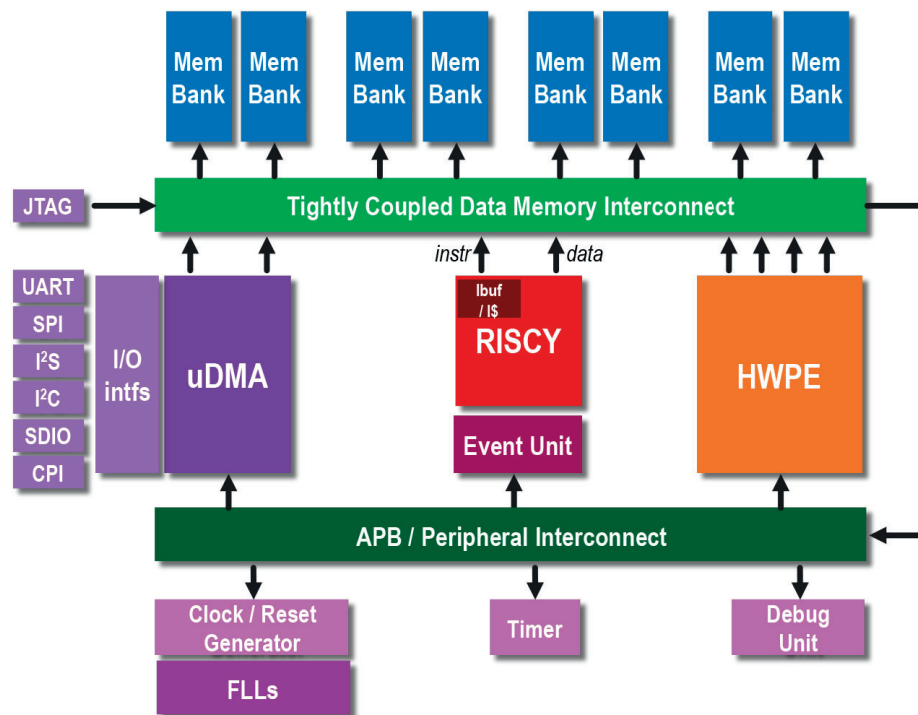 Mem Bank
Mem Bank
Mem Bank
Mem Bank
Mem Bank
Mem Bank
Mem Bank
Mem Bank
JTAG
Tightly Coupled Data Memory Interconnect
instr
data
UART
SPI
I²S
I²C
SDIO
CPI
I/O
intfs
uDMA
Ibuf
/ I$
RISCY
Event Unit
HWPE
APB / Peripheral Interconnect
Clock / Reset
Generator
FLLs
Timer
Debug
Unit